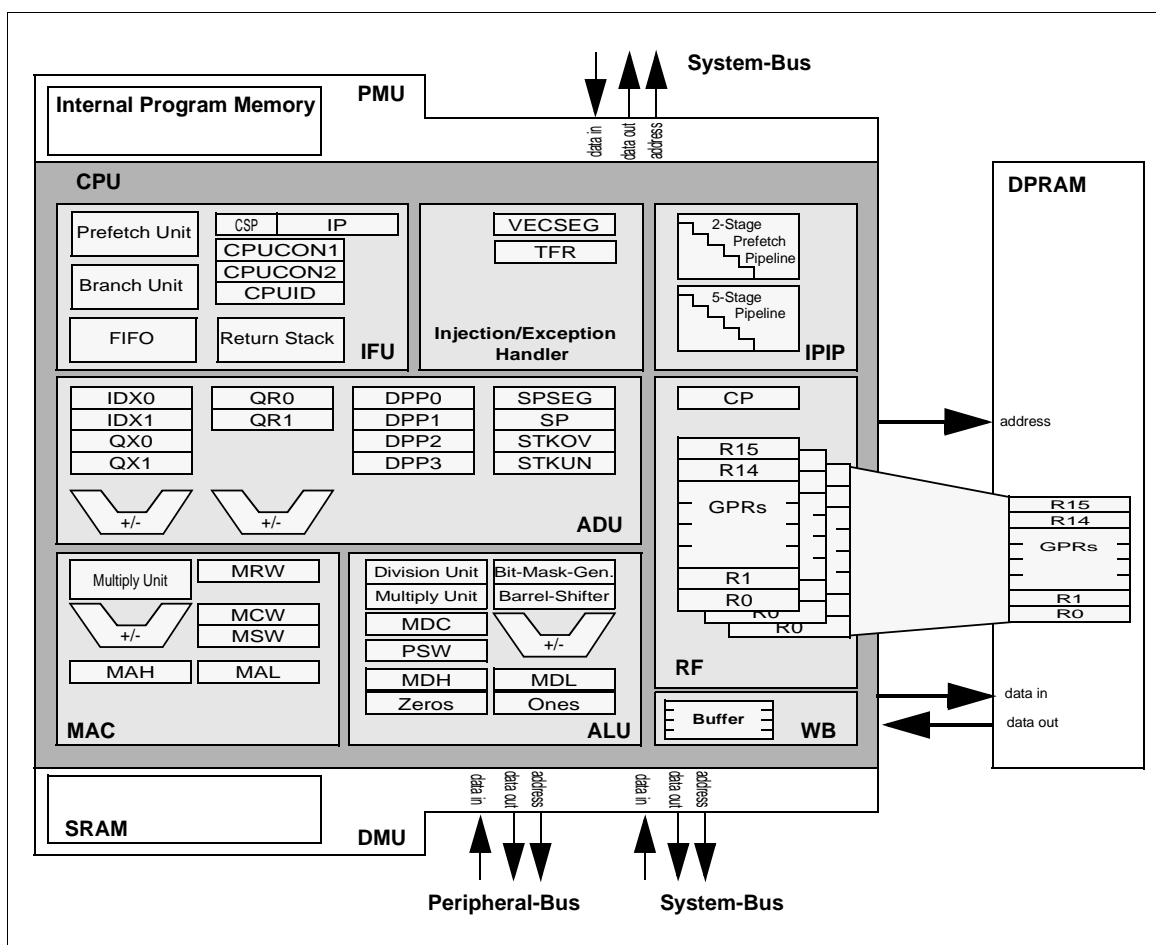 System-Bus
PMU
Internal Program Memory
data in
data out
address
CPU
DPRAM
Prefetch Unit
CSP IP
CPUCON1
CPUCON2
CPUID
Branch Unit
FIFO
Return Stack
IFU
VECSEG
TFR
Injection/Exception
Handler
2-Stage
Prefetch
Pipeline
5-Stage
Pipeline
IPIP
IDX0
IDX1
QX0
QX1
QR0
QR1
DPP0
DPP1
DPP2
DPP3
SPSEG
SP
STKOV
STKUN
+/-
+/-
ADU
CP
R15
R14
GPRs
R1
R0
R0
R0
RF
address
R15
R14
GPRs
R1
R0
Multiply Unit
MRW
+/-
MCW
MSW
MAH
MAL
MAC
Division Unit
Bit-Mask-Gen.
Multiply Unit
Barrel-Shifter
MDC
PSW
+/-
MDH
MDL
Zeros
Ones
ALU
Buffer
WB
data in
data out
SRAM
DMU
data in
data out
address
data in
data out
address
Peripheral-Bus
System-Bus